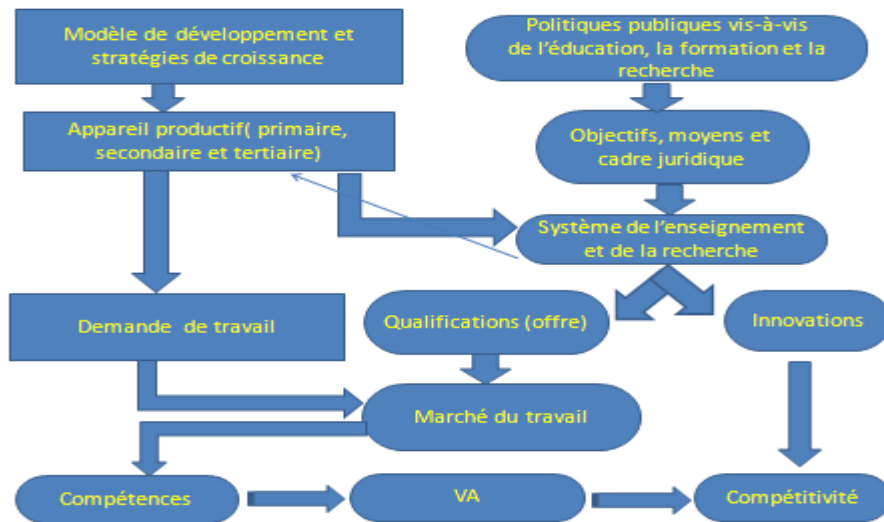 Modèle de développement et
stratégies de croissance
Politiques publiques vis-à-vis
de l'éducation, la formation et la
recherche
Appareil productif( primaire,
secondaire et tertiaire)
Objectifs, moyens et
cadre juridique
Système de l'enseignement
et de la recherche
Demande de travail
Qualifications (offre)
Innovations
Marché du travail
Compétences
VA
Compétitivité